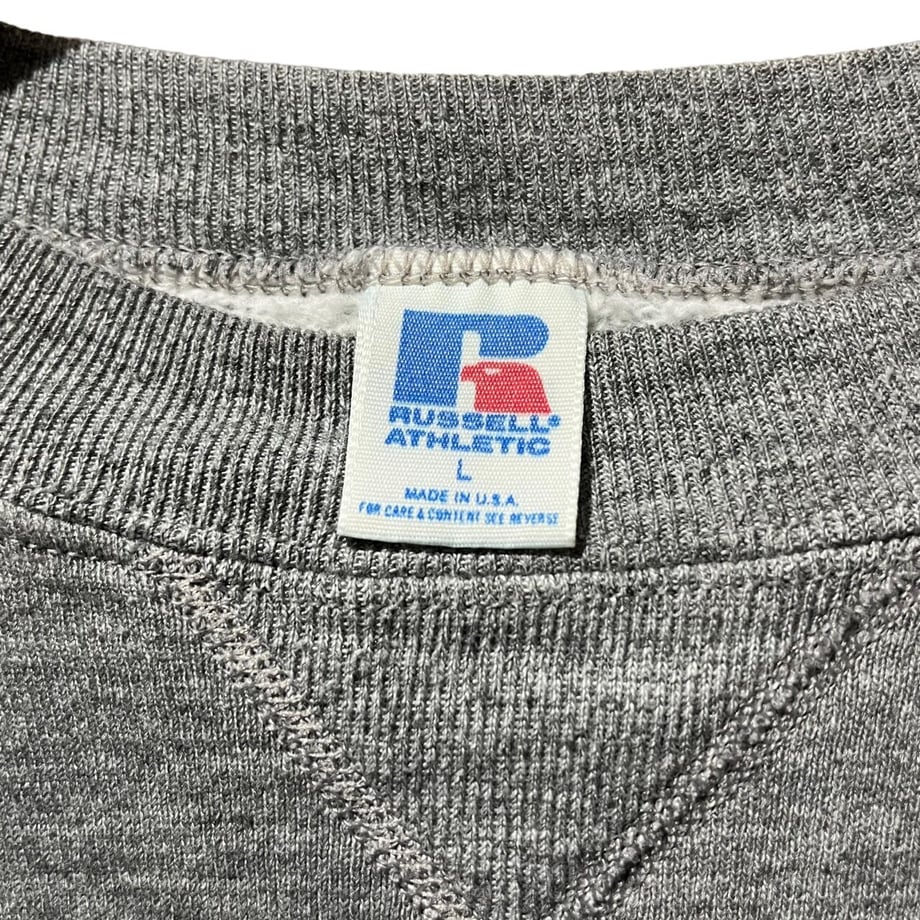 RUSSELL®
ATHLETIC
L
MADE IN U.S.A.
FOR CARE & CONTENT SEE REVERSE